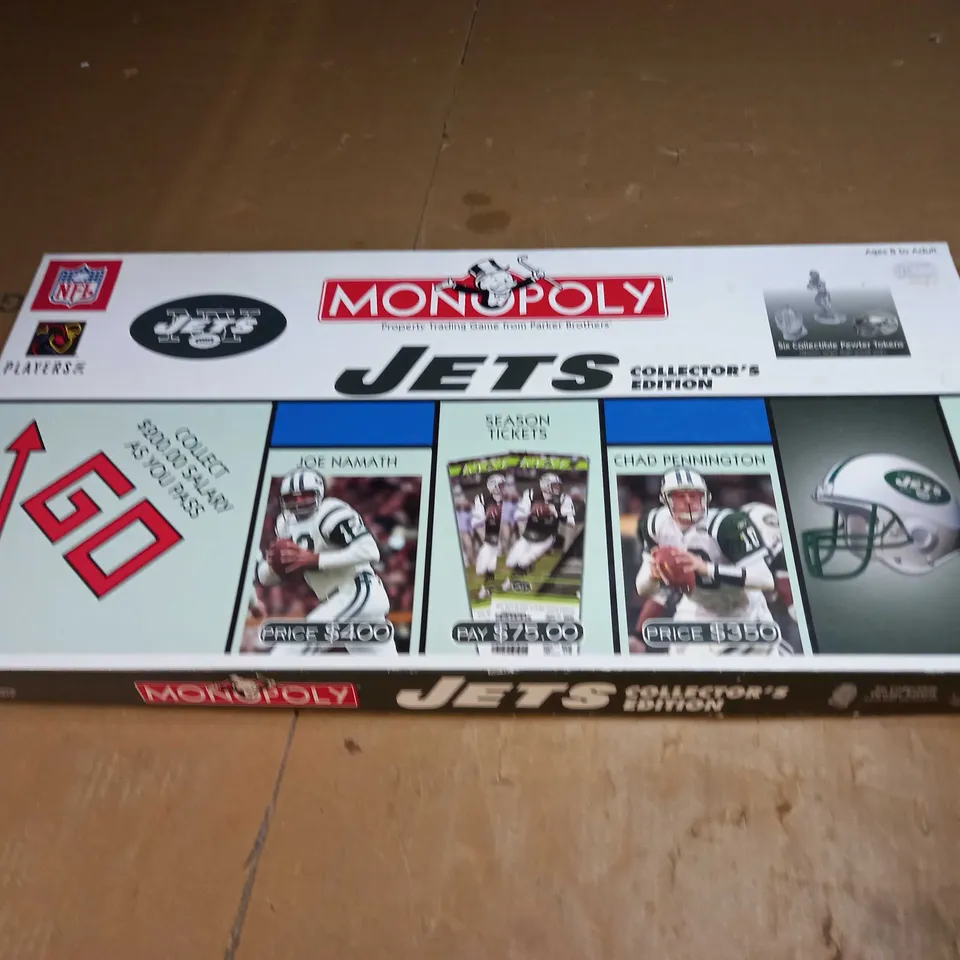 Ages 8 to Adult
NFL
JETS
PLAYERS INC
MONOPOLY
Property Trading Game from Parker Brothers
JETS COLLECTOR'S EDITION
Six Collectible Pewter Tokens
COLLECT
$200.00 SALARY
AS YOU PASS
GO
JOE NAMATH
PRICE $400
SEASON
TICKETS
PAY $75.00
CHAD PENNINGTON
10
PRICE $350
JETS
MONOPOLY
JETS COLLECTOR'S EDITION